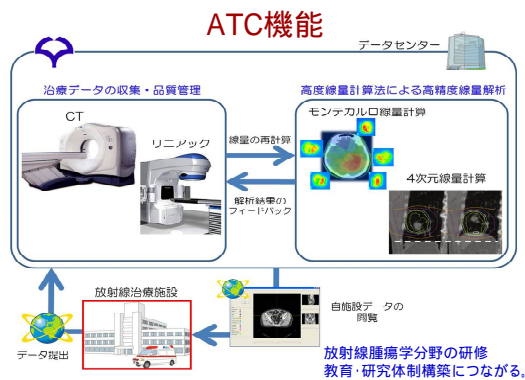 ATC機能
データセンター
治療データの収集・品質管理
高度線量計算法による高精度線量解析
CT
リニアック
線量の再計算
解析結果の
フィードバック
モンテカルロ線量計算
4次元線量計算
放射線治療施設
データ提出
自施設データの
閲覧
放射線腫瘍学分野の研修
教育・研究体制構築につながる。